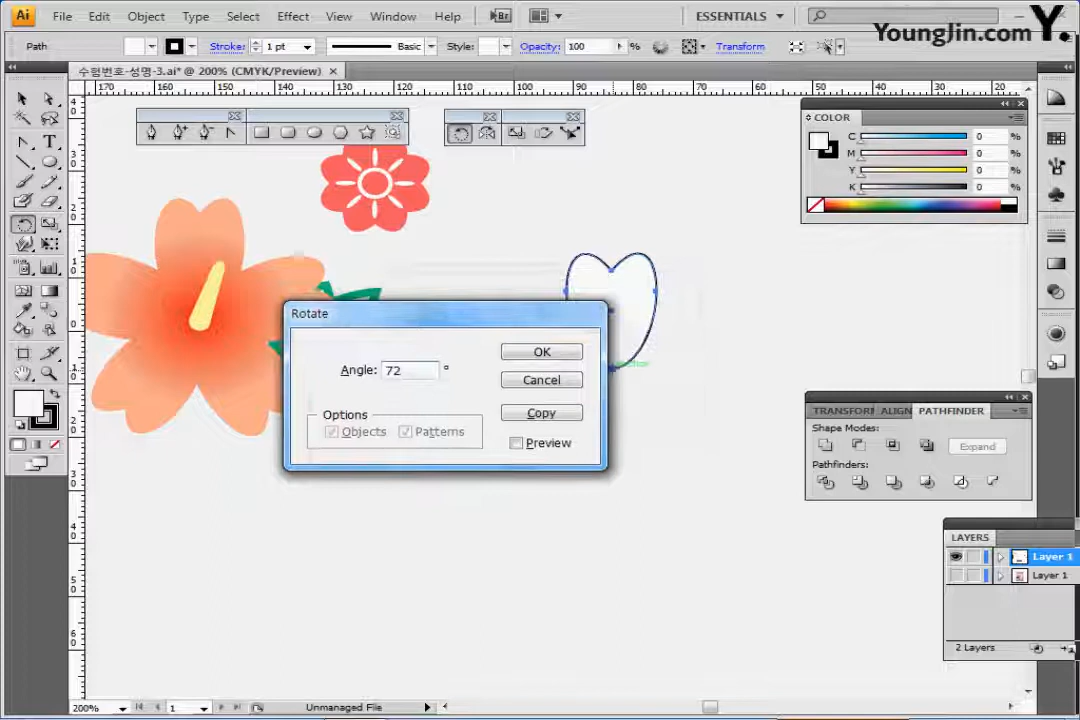 Ai File Edit Object Type Select Effect View Window Help Br ESSENTIALS
YoungJin.com Y.
Path Stroke: 1 pt Basic Style: Opacity: 100 % Transform
수험번호-성명-3.ai* @ 200% (CMYK/Preview)
170 150 140 130 120 110 100 90 80 70 60 50 40 30 20
COLOR
C 0 %
M 0 %
Y 0 %
K 0 %
Rotate
Angle: 72 °
OK
Cancel
Options
Objects Patterns
Copy
Preview
TRANSFORM ALIGN PATHFINDER
Shape Modes:
Expand
Pathfinders:
LAYERS
Layer 1
Layer 1
2 Layers
200% 1 Unmanaged File